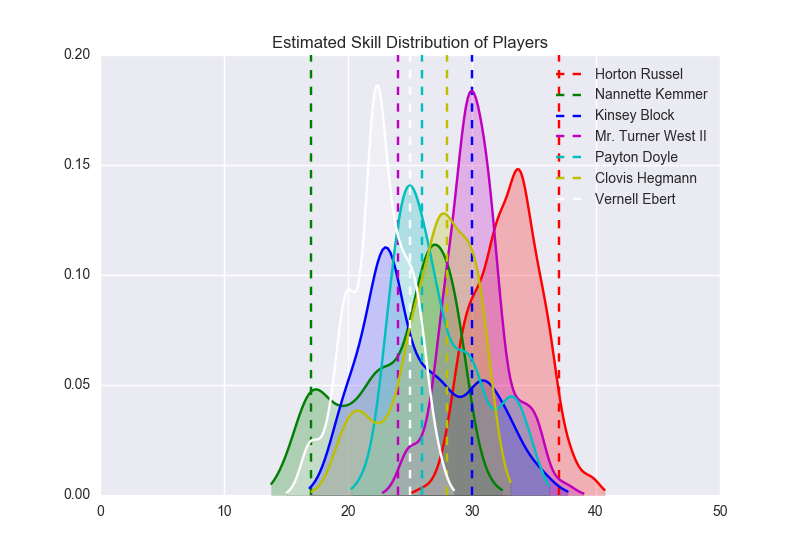 Estimated Skill Distribution of Players
0.20
0.15
0.10
0.05
0.00
0 10 20 30 40 50
Horton Russel
Nannette Kemmer
Kinsey Block
Mr. Turner West II
Payton Doyle
Clovis Hegmann
Vernell Ebert